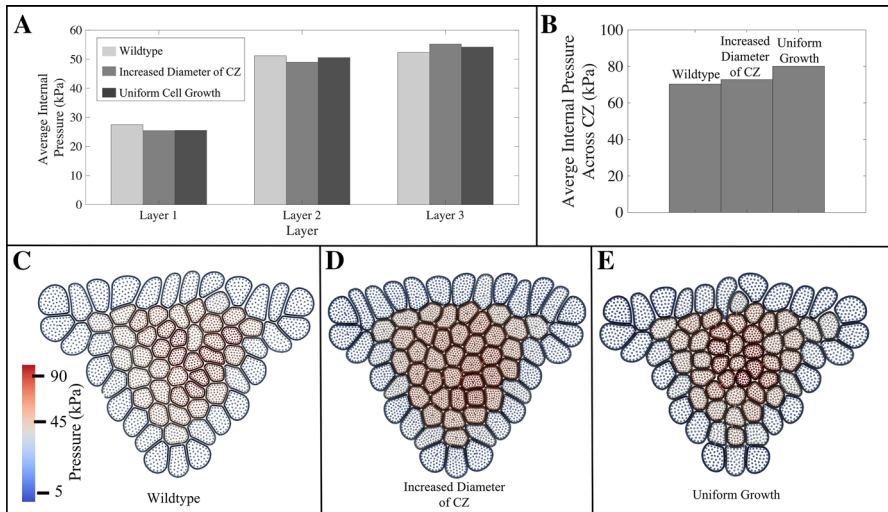 A
Average Internal
Pressure (kPa)
60
50
40
30
20
10
0
Wildtype
Increased Diameter of CZ
Uniform Cell Growth
Layer 1
Layer 2
Layer 3
Layer
B
Averge Internal Pressure
Across CZ (kPa)
100
80
60
40
20
0
Wildtype
Increased
Diameter
of CZ
Uniform
Growth
C
90
45
5
Pressure (kPa)
Wildtype
D
Increased Diameter
of CZ
E
Uniform Growth